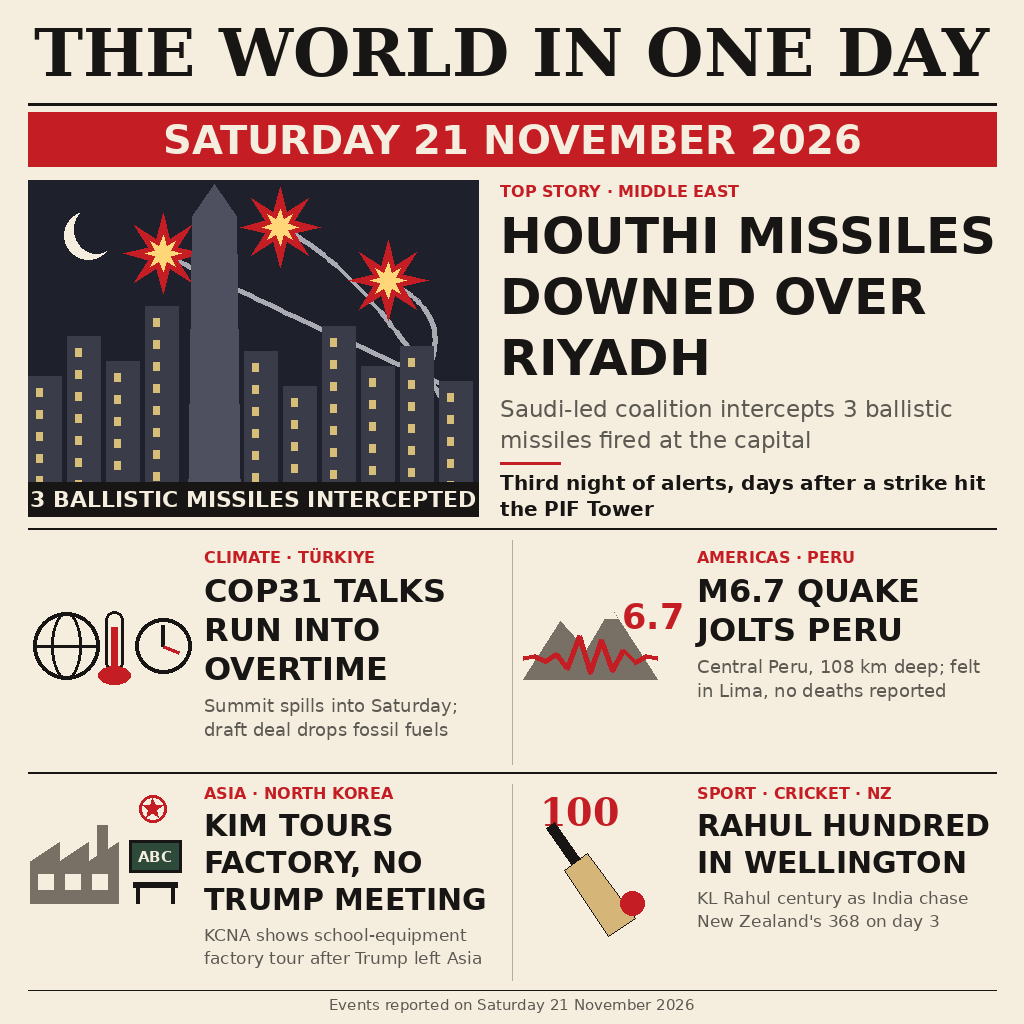 THE WORLD IN ONE DAY
SATURDAY 21 NOVEMBER 2026
3 BALLISTIC MISSILES INTERCEPTED
TOP STORY · MIDDLE EAST
HOUTHI MISSILES
DOWNED OVER
RIYADH
Saudi-led coalition intercepts 3 ballistic
missiles fired at the capital
Third night of alerts, days after a strike hit
the PIF Tower
CLIMATE · TÜRKIYE
COP31 TALKS
RUN INTO
OVERTIME
Summit spills into Saturday;
draft deal drops fossil fuels
6.7
AMERICAS · PERU
M6.7 QUAKE
JOLTS PERU
Central Peru, 108 km deep; felt
in Lima, no deaths reported
ABC
ASIA · NORTH KOREA
KIM TOURS
FACTORY, NO
TRUMP MEETING
KCNA shows school-equipment
factory tour after Trump left Asia
100
SPORT · CRICKET · NZ
RAHUL HUNDRED
IN WELLINGTON
KL Rahul century as India chase
New Zealand's 368 on day 3
Events reported on Saturday 21 November 2026